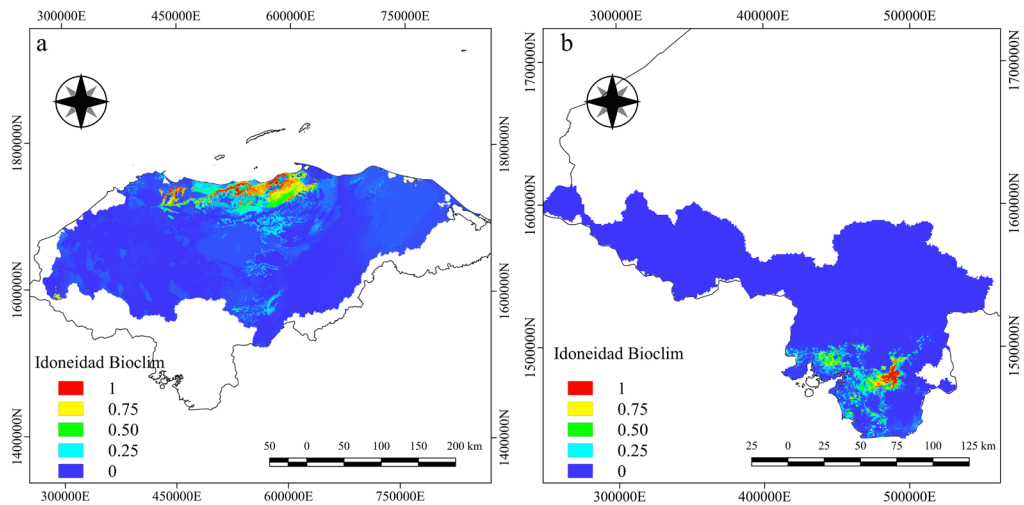 300000E 450000E 600000E 750000E
a
1800000N
1600000N
1400000N
1800000N
1600000N
1400000N
Idoneidad Bioclim
1
0.75
0.50
0.25
0
50 0 50 100 150 200 km
300000E 450000E 600000E 750000E
300000E 400000E 500000E
b
1700000N
1600000N
1500000N
1700000N
1600000N
1500000N
Idoneidad Bioclim
1
0.75
0.50
0.25
0
25 0 25 50 75 100 125 km
300000E 400000E 500000E